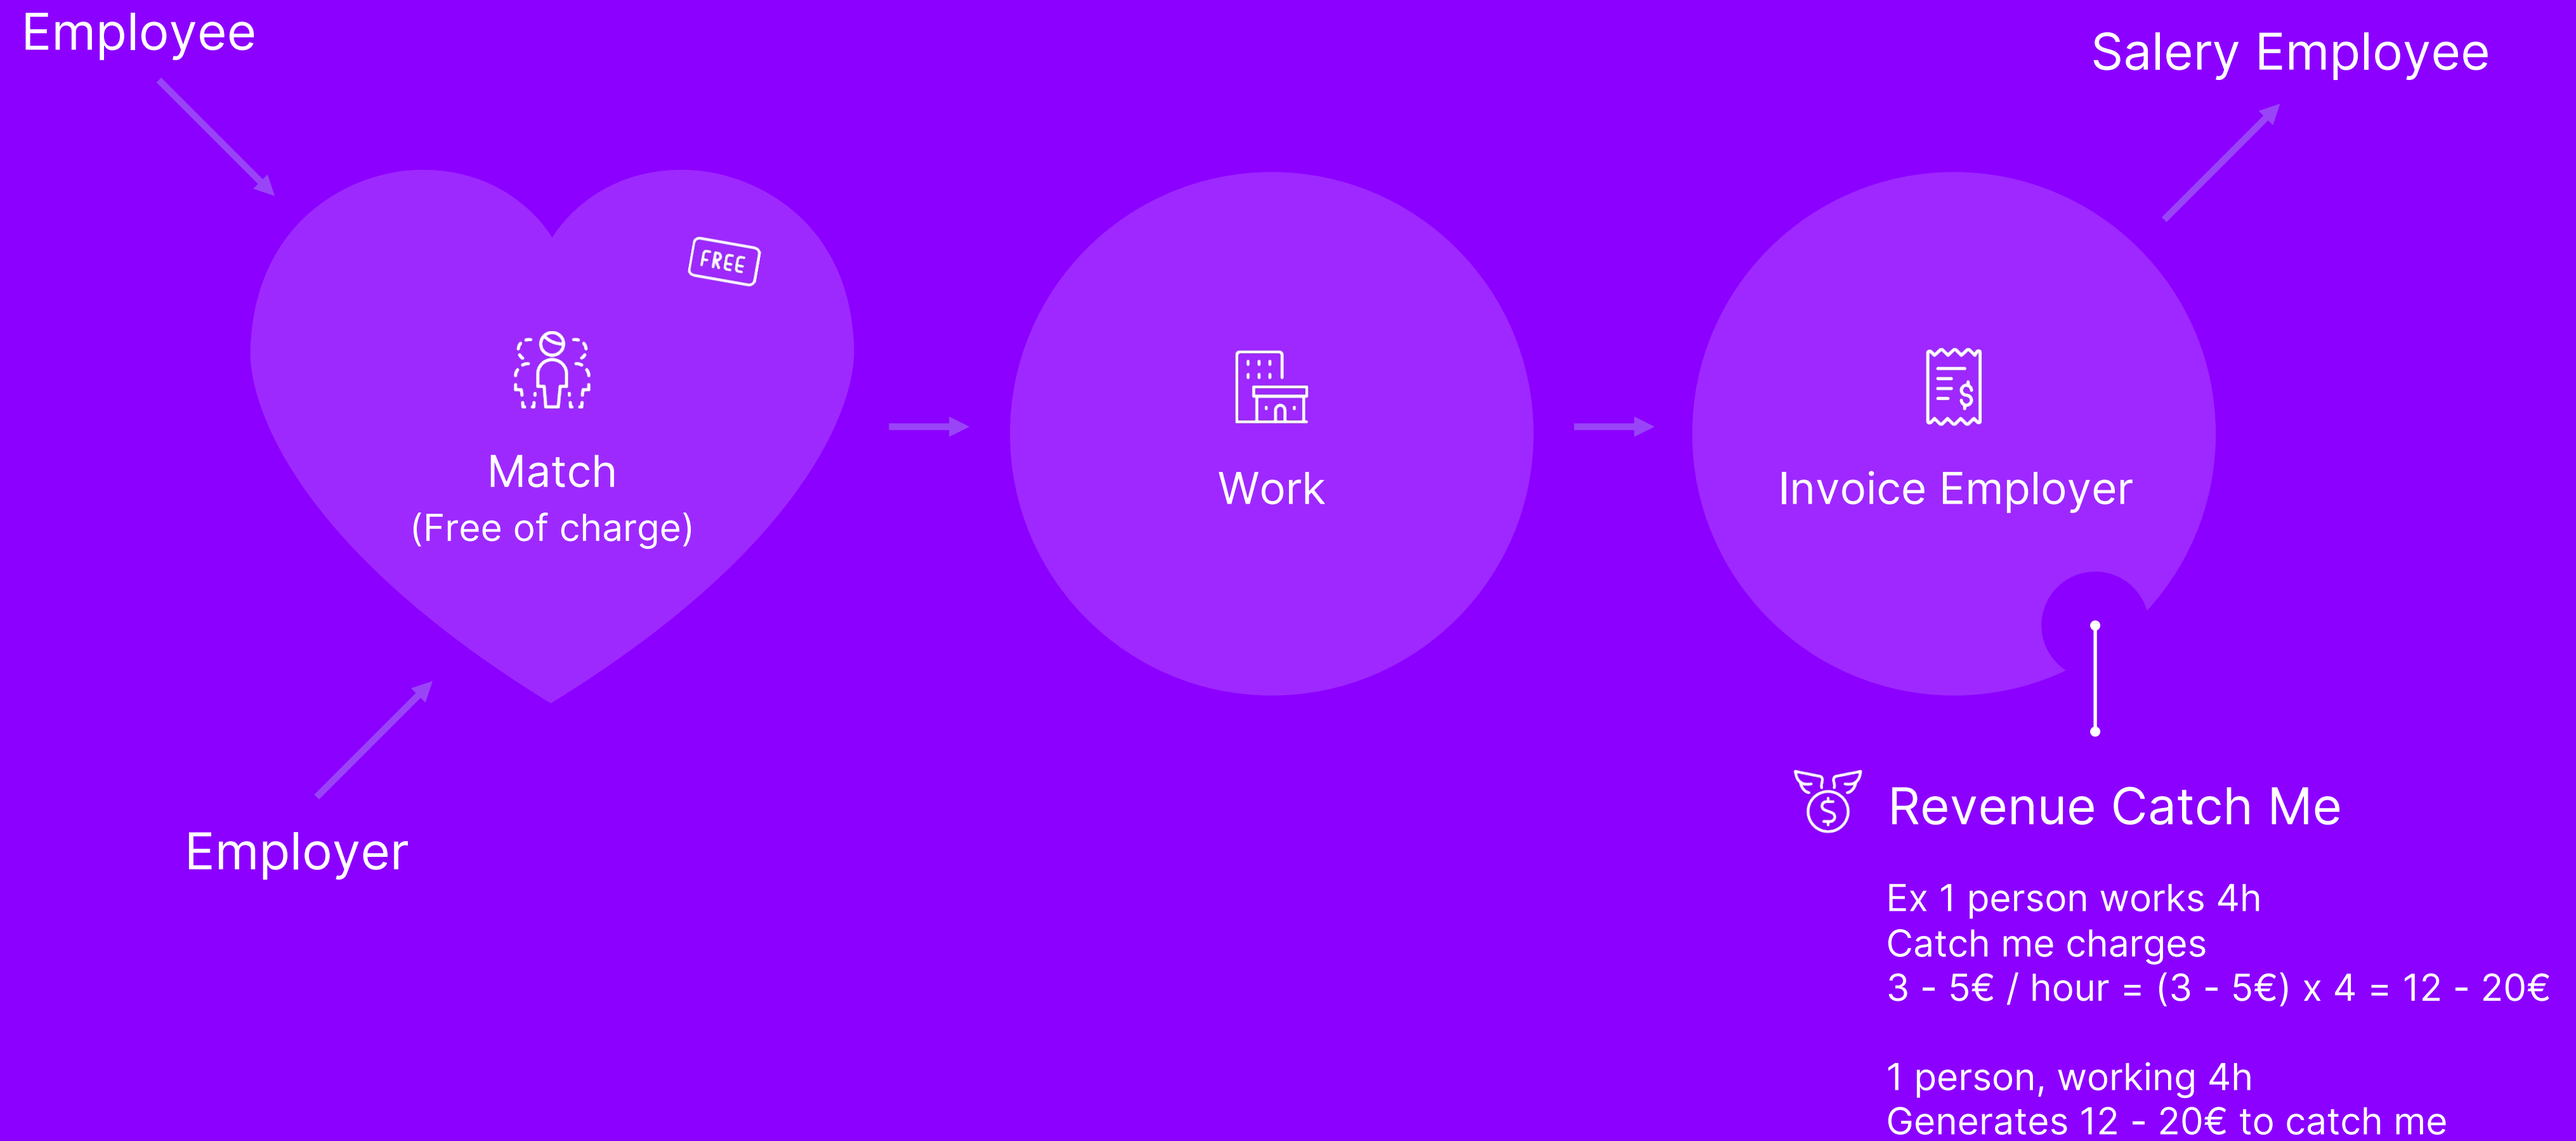 Employee
Salery Employee
FREE
Match
(Free of charge)
Work
Invoice Employer
Employer
Revenue Catch Me
Ex 1 person works 4h
Catch me charges
3 - 5€ / hour = (3 - 5€) x 4 = 12 - 20€
1 person, working 4h
Generates 12 - 20€ to catch me